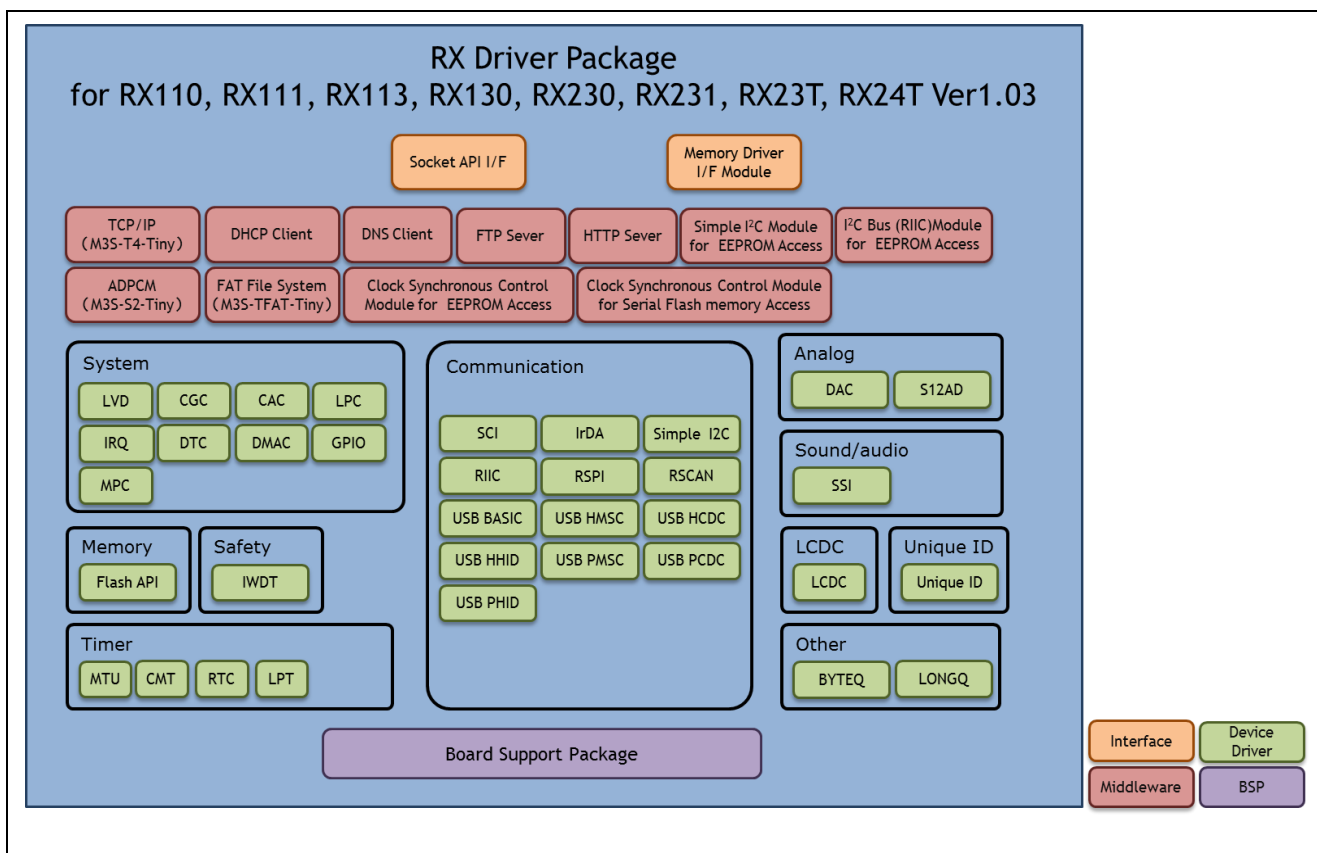 RX Driver Package
for RX110, RX111, RX113, RX130, RX230, RX231, RX23T, RX24T Ver1.03
Socket API I/F
Memory Driver
I/F Module
TCP/IP
(M3S-T4-Tiny)
DHCP Client
DNS Client
FTP Sever
HTTP Sever
Simple I²C Module
for EEPROM Access
I²C Bus (RIIC)Module
for EEPROM Access
ADPCM
(M3S-S2-Tiny)
FAT File System
(M3S-TFAT-Tiny)
Clock Synchronous Control
Module for EEPROM Access
Clock Synchronous Control Module
for Serial Flash memory Access
System
LVD
CGC
CAC
LPC
IRQ
DTC
DMAC
GPIO
MPC
Memory
Flash API
Safety
IWDT
Timer
MTU
CMT
RTC
LPT
Communication
SCI
IrDA
Simple I2C
RIIC
RSPI
RSCAN
USB BASIC
USB HMSC
USB HCDC
USB HHID
USB PMSC
USB PCDC
USB PHID
Analog
DAC
S12AD
Sound/audio
SSI
LCDC
LCDC
Unique ID
Unique ID
Other
BYTEQ
LONGQ
Board Support Package
Interface
Device
Driver
Middleware
BSP